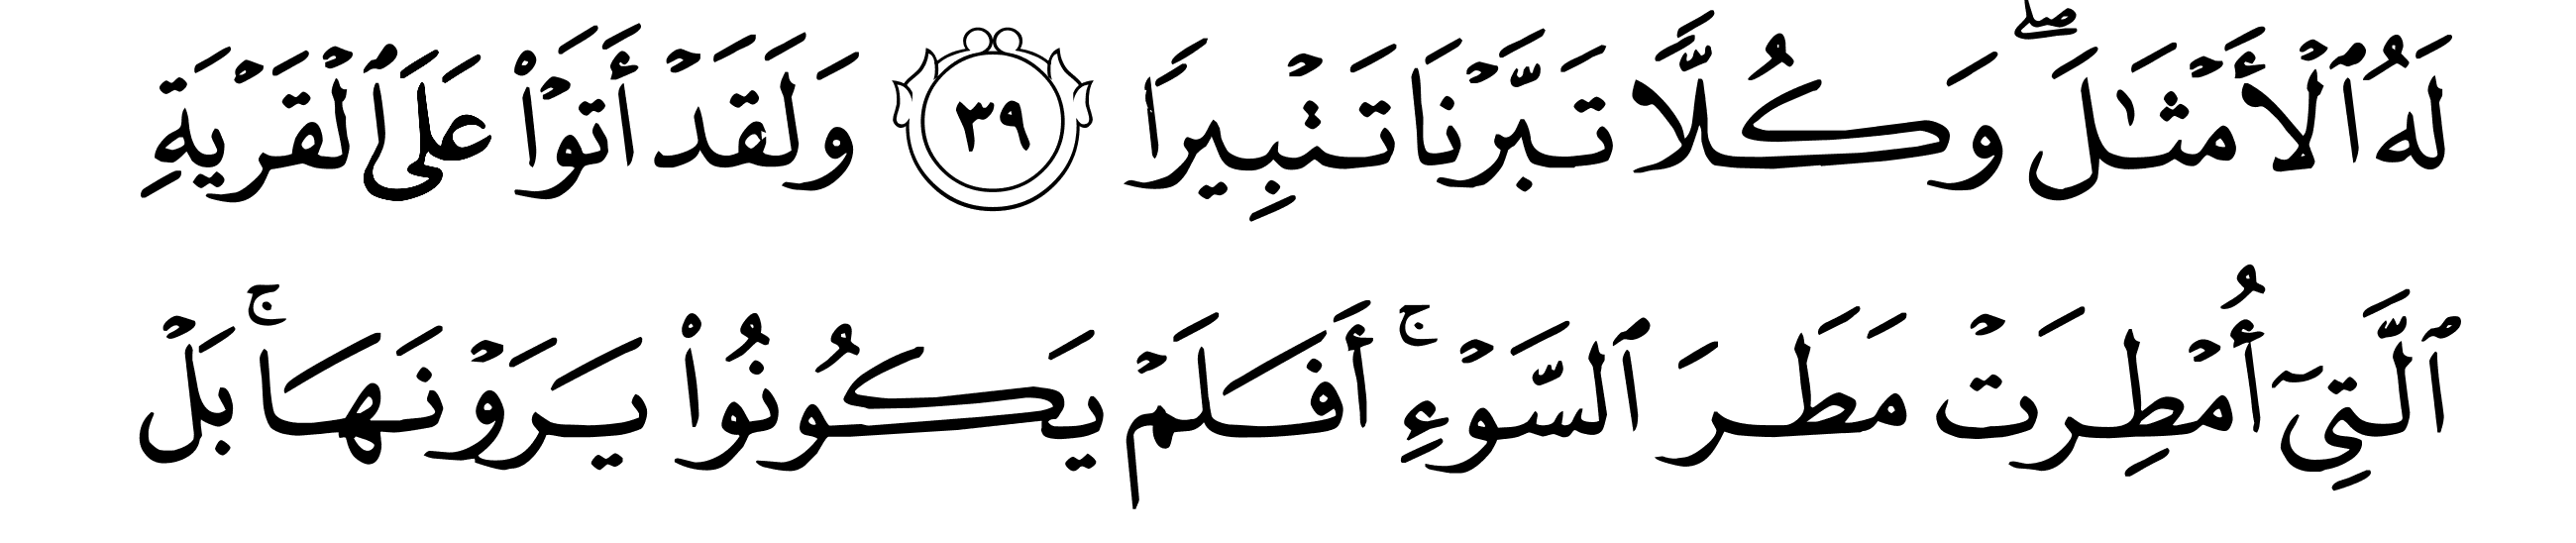 لَهُ ٱلْأَمْثَـٰلَ ۖ وَكُلًّا تَبَّرْنَا تَتْبِيرًا ٣٩ وَلَقَدْ أَتَوْا۟ عَلَى ٱلْقَرْيَةِ
ٱلَّتِىٓ أُمْطِرَتْ مَطَرَ ٱلسَّوْءِ ۚ أَفَلَمْ يَكُونُوا۟ يَرَوْنَهَا ۚ بَلْ